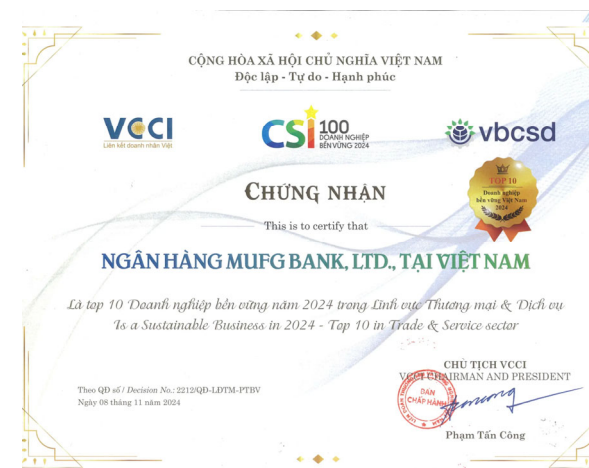 CỘNG HÒA XÃ HỘI CHỦ NGHĨA VIỆT NAM
Độc lập - Tự do - Hạnh phúc
VCCI
Liên kết doanh nhân Việt
CSI 100
DOANH NGHIỆP
BỀN VỮNG 2024
vbcsd
TOP 10
Doanh nghiệp
bền vững Việt Nam
2024
CHỨNG NHẬN
This is to certify that
NGÂN HÀNG MUFG BANK, LTD., TẠI VIỆT NAM
Là top 10 Doanh nghiệp bền vững năm 2024 trong Lĩnh vực Thương mại & Dịch vụ
Is a Sustainable Business in 2024 - Top 10 in Trade & Service sector
CHỦ TỊCH VCCI
VCCI CHAIRMAN AND PRESIDENT
Theo QĐ số / Decision No.: 2212/QĐ-LĐTM-PTBV
Ngày 08 tháng 11 năm 2024
BAN
CHẤP HÀNH
Phạm Tấn Công